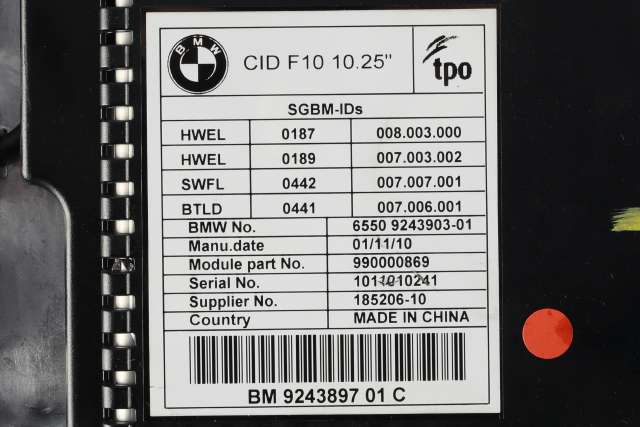 BMW
CID F10 10.25"
tpo
SGBM-IDs
HWEL 0187 008.003.000
HWEL 0189 007.003.002
SWFL 0442 007.007.001
BTLD 0441 007.006.001
BMW No. 6550 9243903-01
Manu.date 01/11/10
Module part No. 990000869
Serial No. 1011010241
Supplier No. 185206-10
Country MADE IN CHINA
BM 9243897 01 C